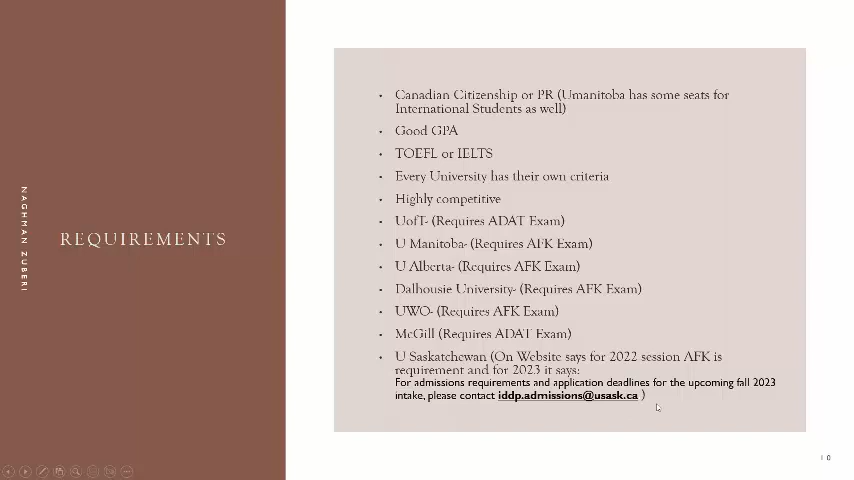 NAGHMAN ZUBERI
REQUIREMENTS
• Canadian Citizenship or PR (Umanitoba has some seats for
International Students as well)
• Good GPA
• TOEFL or IELTS
• Every University has their own criteria
• Highly competitive
• UofT- (Requires ADAT Exam)
• U Manitoba- (Requires AFK Exam)
• U Alberta- (Requires AFK Exam)
• Dalhousie University- (Requires AFK Exam)
• UWO- (Requires AFK Exam)
• McGill (Requires ADAT Exam)
• U Saskatchewan (On Website says for 2022 session AFK is
requirement and for 2023 it says:
For admissions requirements and application deadlines for the upcoming fall 2023
intake, please contact iddp.admissions@usask.ca )
10